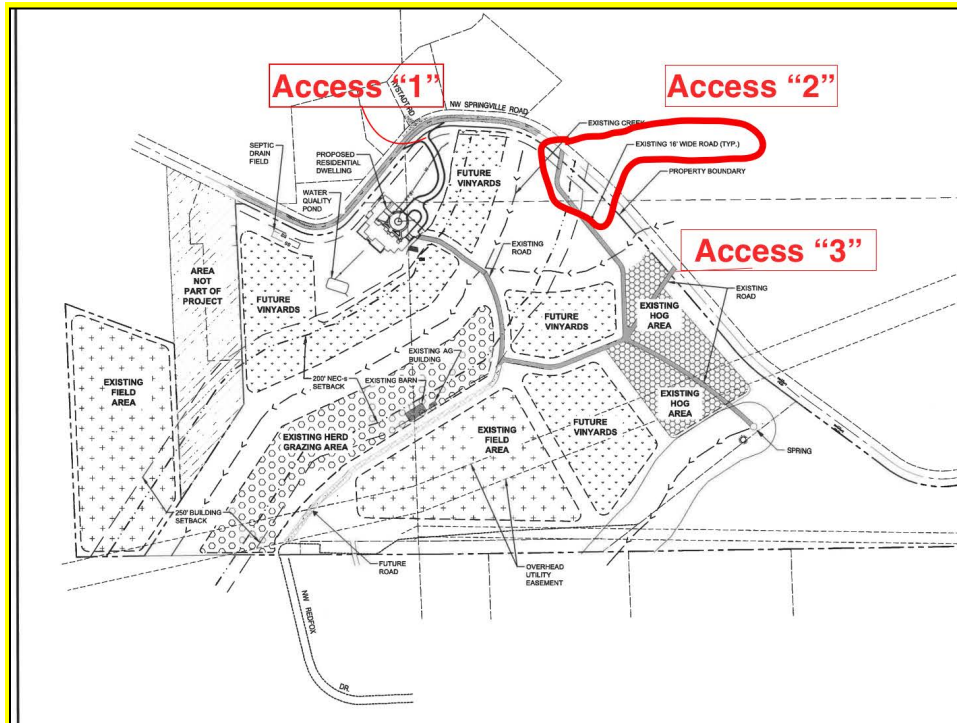 Access “1”
Access “2”
NYSTADT RD.
NW SPRINGVILLE ROAD
EXISTING CREEK
SEPTIC
DRAIN
FIELD
PROPOSED
RESIDENTIAL
DWELLING
EXISTING 16' WIDE ROAD (TYP.)
FUTURE
VINYARDS
PROPERTY BOUNDARY
WATER
QUALITY
POND
Access “3”
EXISTING
ROAD
AREA
NOT
PART OF
PROJECT
EXISTING
ROAD
FUTURE
VINYARDS
EXISTING
HOG AREA
FUTURE
VINYARDS
EXISTING AG
BUILDING
200' NEC-s
SETBACK
EXISTING BARN
EXISTING
FIELD
AREA
EXISTING
HOG AREA
FUTURE
VINYARDS
EXISTING HERD
GRAZING AREA
EXISTING
FIELD
AREA
SPRING
250' BUILDING
SETBACK
FUTURE
ROAD
OVERHEAD
UTILITY
EASEMENT
NW REDFOX
DR.